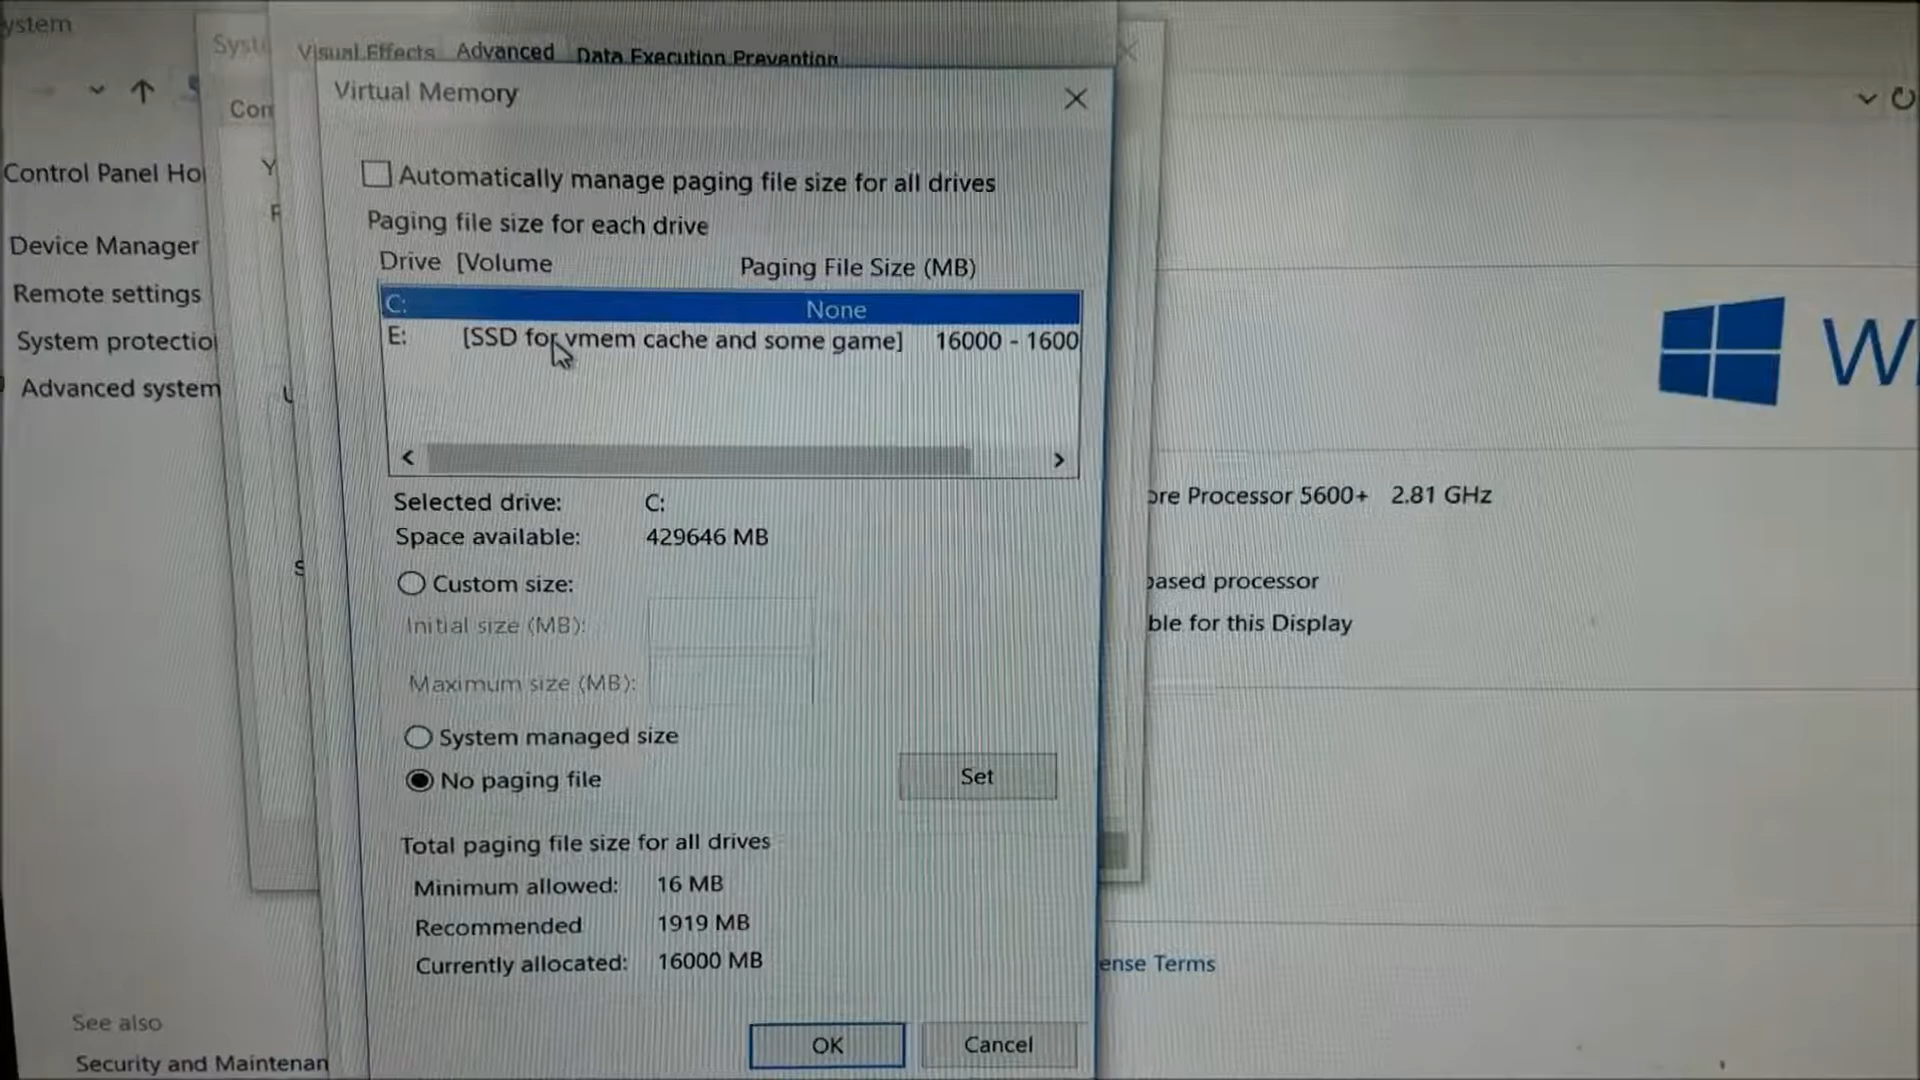 ystem
Syst
Visual Effects Advanced Data Execution Prevention
Virtual Memory
Con
Control Panel Ho
Device Manager
Remote settings
System protectio
Advanced system
Automatically manage paging file size for all drives
Paging file size for each drive
Drive [Volume Paging File Size (MB)
C: None
E: [SSD for vmem cache and some game] 16000 - 1600
Selected drive: C:
Space available: 429646 MB
Custom size:
Initial size (MB):
Maximum size (MB):
System managed size
No paging file
Set
Total paging file size for all drives
Minimum allowed: 16 MB
Recommended 1919 MB
Currently allocated: 16000 MB
OK Cancel
ore Processor 5600+ 2.81 GHz
based processor
ble for this Display
ense Terms
See also
Security and Maintenan